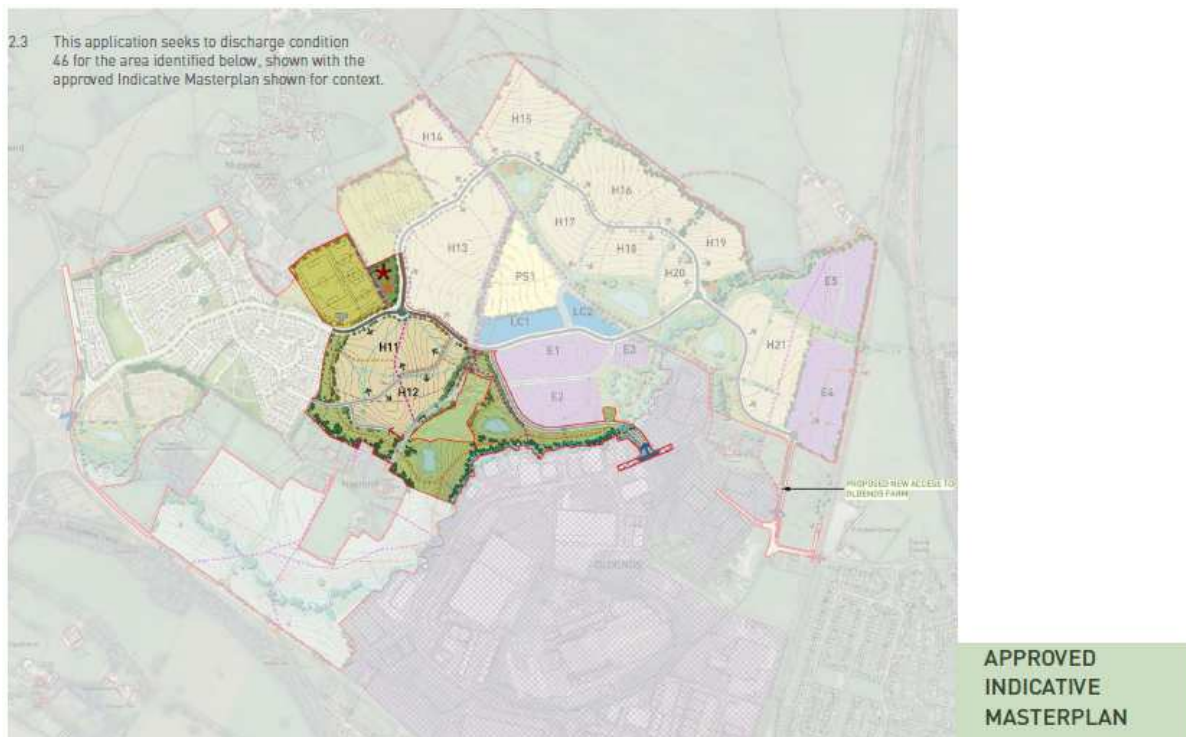 2.3 This application seeks to discharge condition
46 for the area identified below, shown with the
approved Indicative Masterplan shown for context.
H15
H14
H16
H17
H13
H18
H19
H20
PS1
E5
LC1
LC2
H11
E1
E3
H21
H12
E2
E4
PROPOSED NEW ACCESS TO
OLDENDS FARM
OLDENDS
APPROVED
INDICATIVE
MASTERPLAN